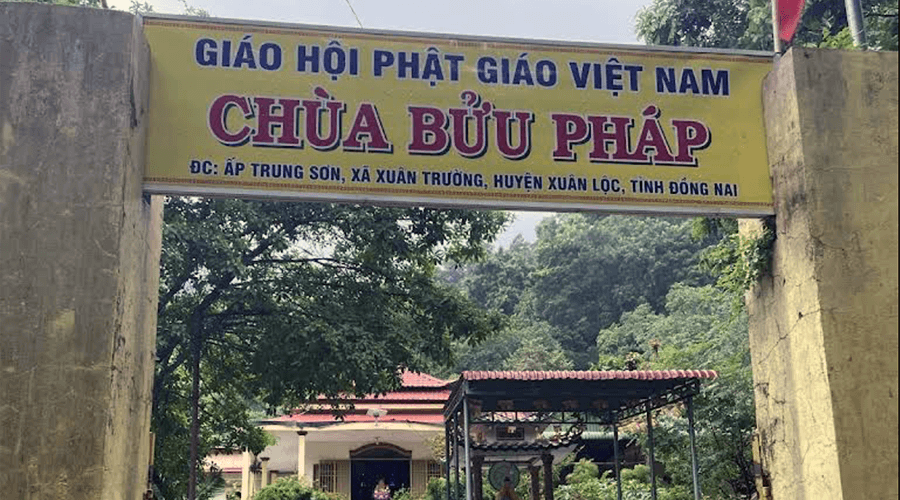 GIÁO HỘI PHẬT GIÁO VIỆT NAM
CHÙA BỬU PHÁP
ĐC: ẤP TRUNG SƠN, XÃ XUÂN TRƯỜNG, HUYỆN XUÂN LỘC, TỈNH ĐỒNG NAI